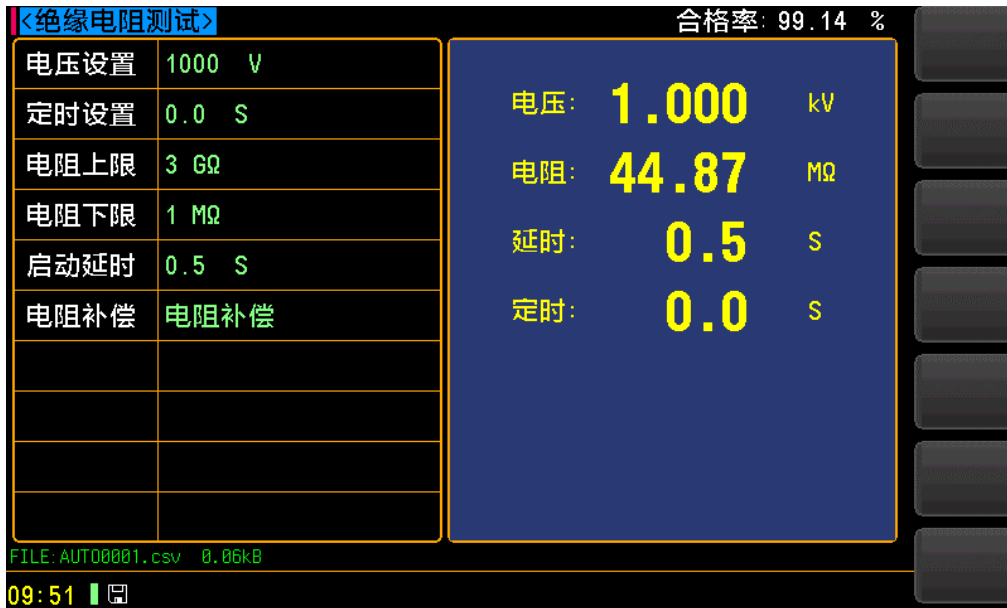 <绝缘电阻测试>
合格率: 99.14 %
电压设置 1000 V
定时设置 0.0 S
电阻上限 3 GΩ
电阻下限 1 MΩ
启动延时 0.5 S
电阻补偿 电阻补偿
电压: 1.000 kV
电阻: 44.87 MΩ
延时: 0.5 S
定时: 0.0 S
FILE:AUTO0001.csv 0.06kB
09:51